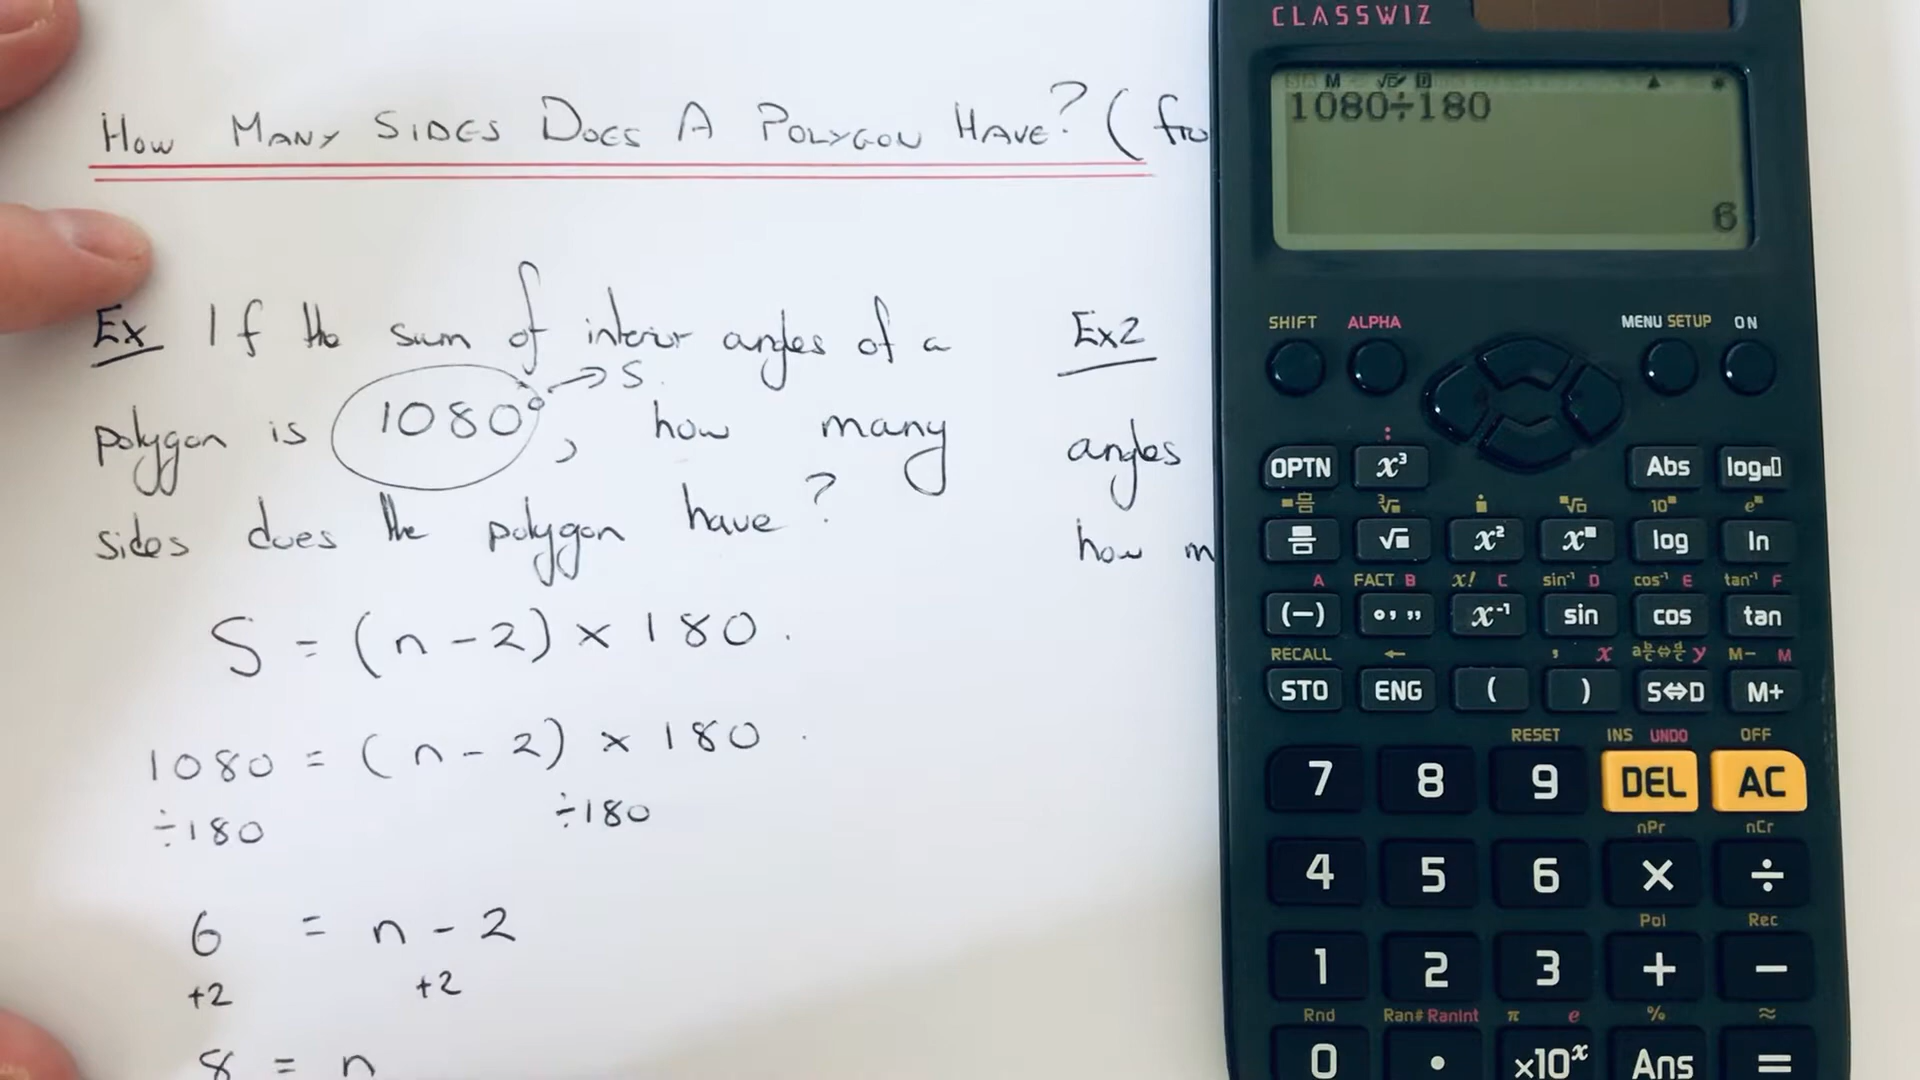 How Many Sides Does A Polygon Have? (fro
Ex If the sum of interior angles of a
→ S
polygon is 1080°, how many
sides does the polygon have?
S = (n - 2) × 180.
1080 = (n - 2) × 180.
÷180 ÷180
6 = n - 2
+2 +2
8 = n
Ex2
angles
how m
CLASSWIZ
M √ D
1080÷180
6
SHIFT ALPHA MENU SETUP ON
:
OPTN x³ Abs log▪▯
³√▪ ▪√▯ 10▪ e▪
√▪ x² x▪ log ln
A FACT B x! C sin⁻¹ D cos⁻¹ E tan⁻¹ F
(−) °’” x⁻¹ sin cos tan
RECALL ← , x a b/c⇔d/c y M− M
STO ENG ( ) S⇔D M+
RESET INS UNDO OFF
7 8 9 DEL AC
nPr nCr
4 5 6 × ÷
Pol Rec
1 2 3 + −
Rnd Ran# RanInt π e % ≈
0 • ×10ˣ Ans =